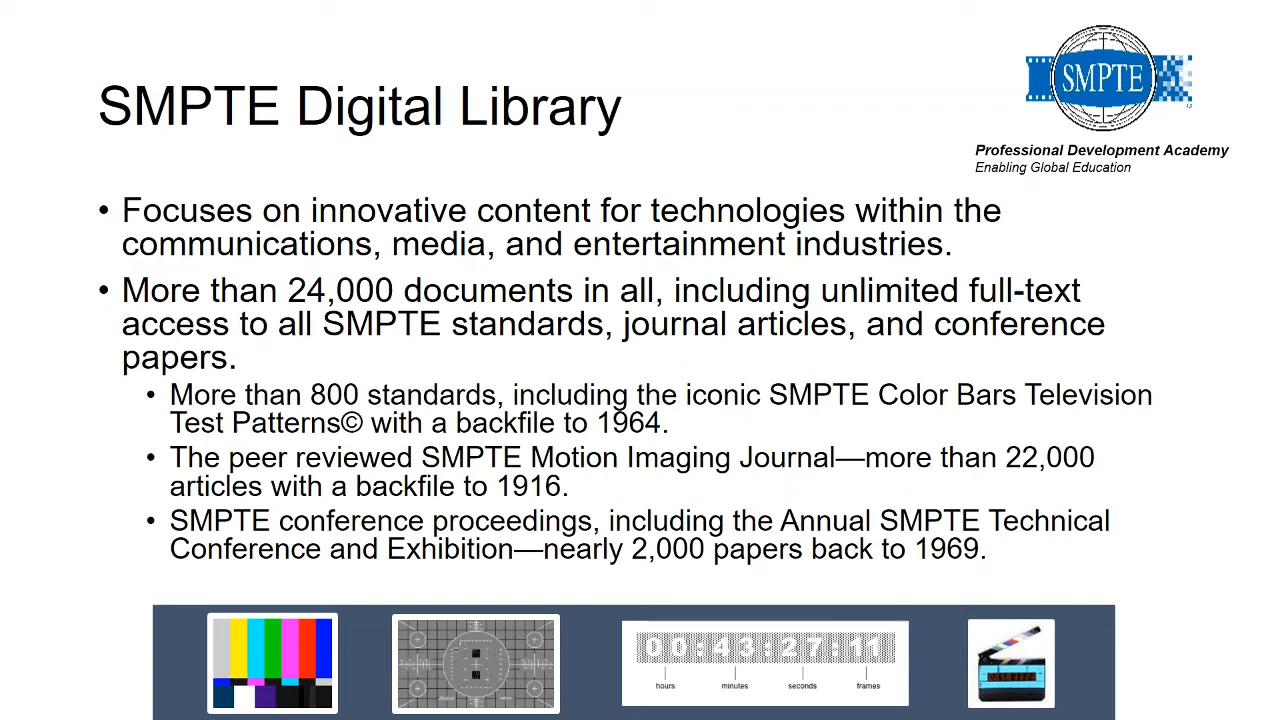 SMPTE
SMPTE Digital Library
Professional Development Academy
Enabling Global Education
• Focuses on innovative content for technologies within the
communications, media, and entertainment industries.
• More than 24,000 documents in all, including unlimited full-text
access to all SMPTE standards, journal articles, and conference
papers.
• More than 800 standards, including the iconic SMPTE Color Bars Television
Test Patterns© with a backfile to 1964.
• The peer reviewed SMPTE Motion Imaging Journal—more than 22,000
articles with a backfile to 1916.
• SMPTE conference proceedings, including the Annual SMPTE Technical
Conference and Exhibition—nearly 2,000 papers back to 1969.
00:43:27:11
hours minutes seconds frames